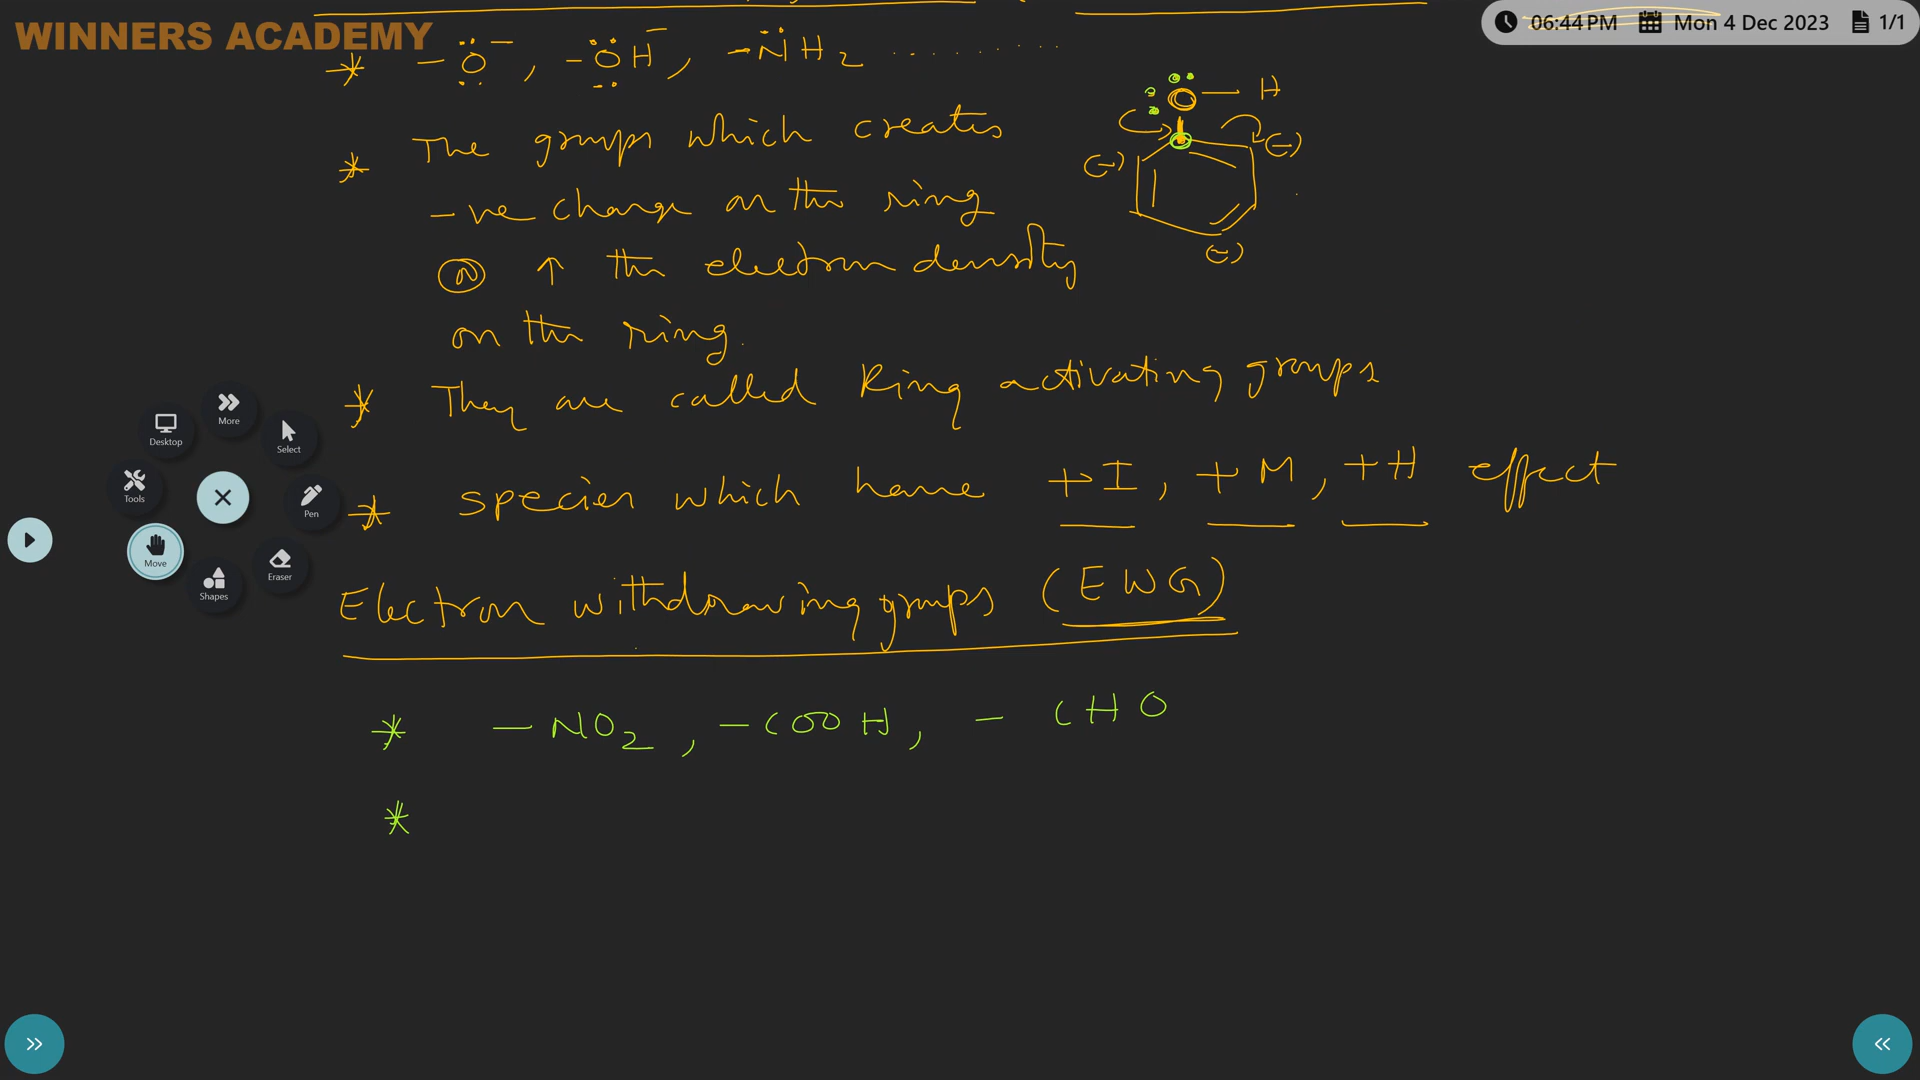 WINNERS ACADEMY
06:44 PM Mon 4 Dec 2023 1/1
* -Ö⁻, -ÖH⁻, -N̈H₂ ..........
O — H
(-) (-)
(-)
* The groups which creates
-ve charge on the ring
↑ the electron density
on the ring.
* They are called Ring activating groups
* species which have +I, +M, +H effect
Electron withdrawing groups (EWG)
* -NO₂, -COOH, -CHO
*
More
Desktop
Select
Tools
Pen
Move
Eraser
Shapes